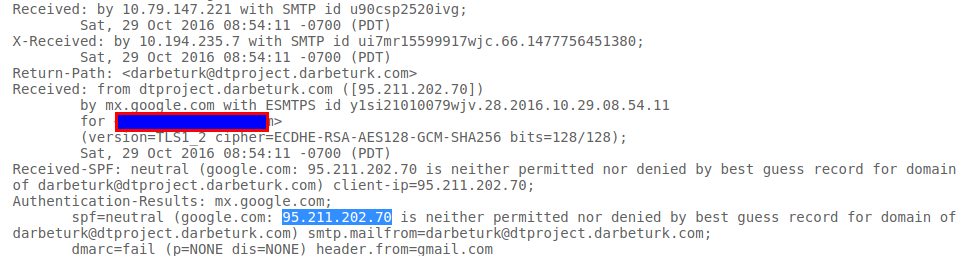 Received: by 10.79.147.221 with SMTP id u90csp2520ivg;
Sat, 29 Oct 2016 08:54:11 -0700 (PDT)
X-Received: by 10.194.235.7 with SMTP id ui7mr15599917wjc.66.1477756451380;
Sat, 29 Oct 2016 08:54:11 -0700 (PDT)
Return-Path: <darbeturk@dtproject.darbeturk.com>
Received: from dtproject.darbeturk.com ([95.211.202.70])
by mx.google.com with ESMTPS id y1si21010079wjv.28.2016.10.29.08.54.11
for <m>
(version=TLS1_2 cipher=ECDHE-RSA-AES128-GCM-SHA256 bits=128/128);
Sat, 29 Oct 2016 08:54:11 -0700 (PDT)
Received-SPF: neutral (google.com: 95.211.202.70 is neither permitted nor denied by best guess record for domain
of darbeturk@dtproject.darbeturk.com) client-ip=95.211.202.70;
Authentication-Results: mx.google.com;
spf=neutral (google.com: 95.211.202.70 is neither permitted nor denied by best guess record for domain of
darbeturk@dtproject.darbeturk.com) smtp.mailfrom=darbeturk@dtproject.darbeturk.com;
dmarc=fail (p=NONE dis=NONE) header.from=gmail.com